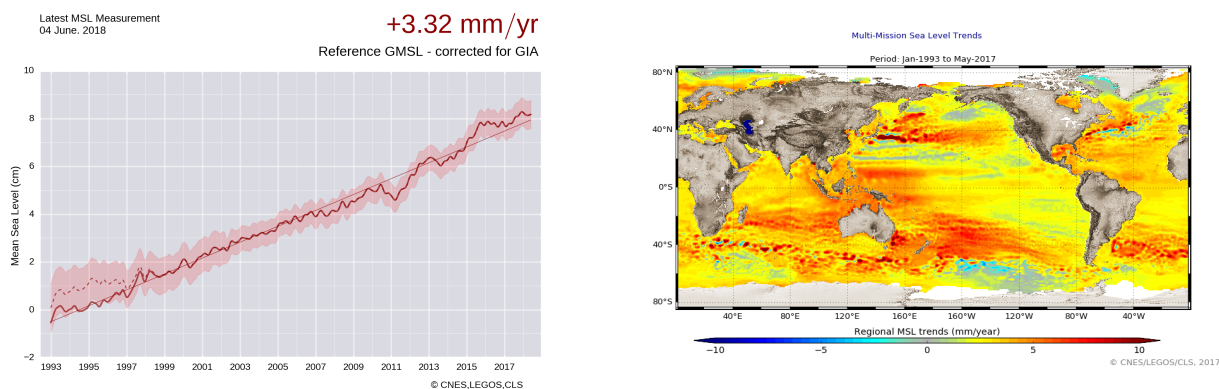 Latest MSL Measurement
04 June. 2018
+3.32 mm/yr
Reference GMSL - corrected for GIA
Mean Sea Level (cm)
10
8
6
4
2
0
−2
1993 1995 1997 1999 2001 2003 2005 2007 2009 2011 2013 2015 2017
© CNES,LEGOS,CLS
Multi-Mission Sea Level Trends
Period: Jan-1993 to May-2017
80°N
40°N
0°S
40°S
80°S
40°E 80°E 120°E 160°E 160°W 120°W 80°W 40°W
Regional MSL trends (mm/year)
−10 −5 0 5 10
© CNES/LEGOS/CLS, 2017